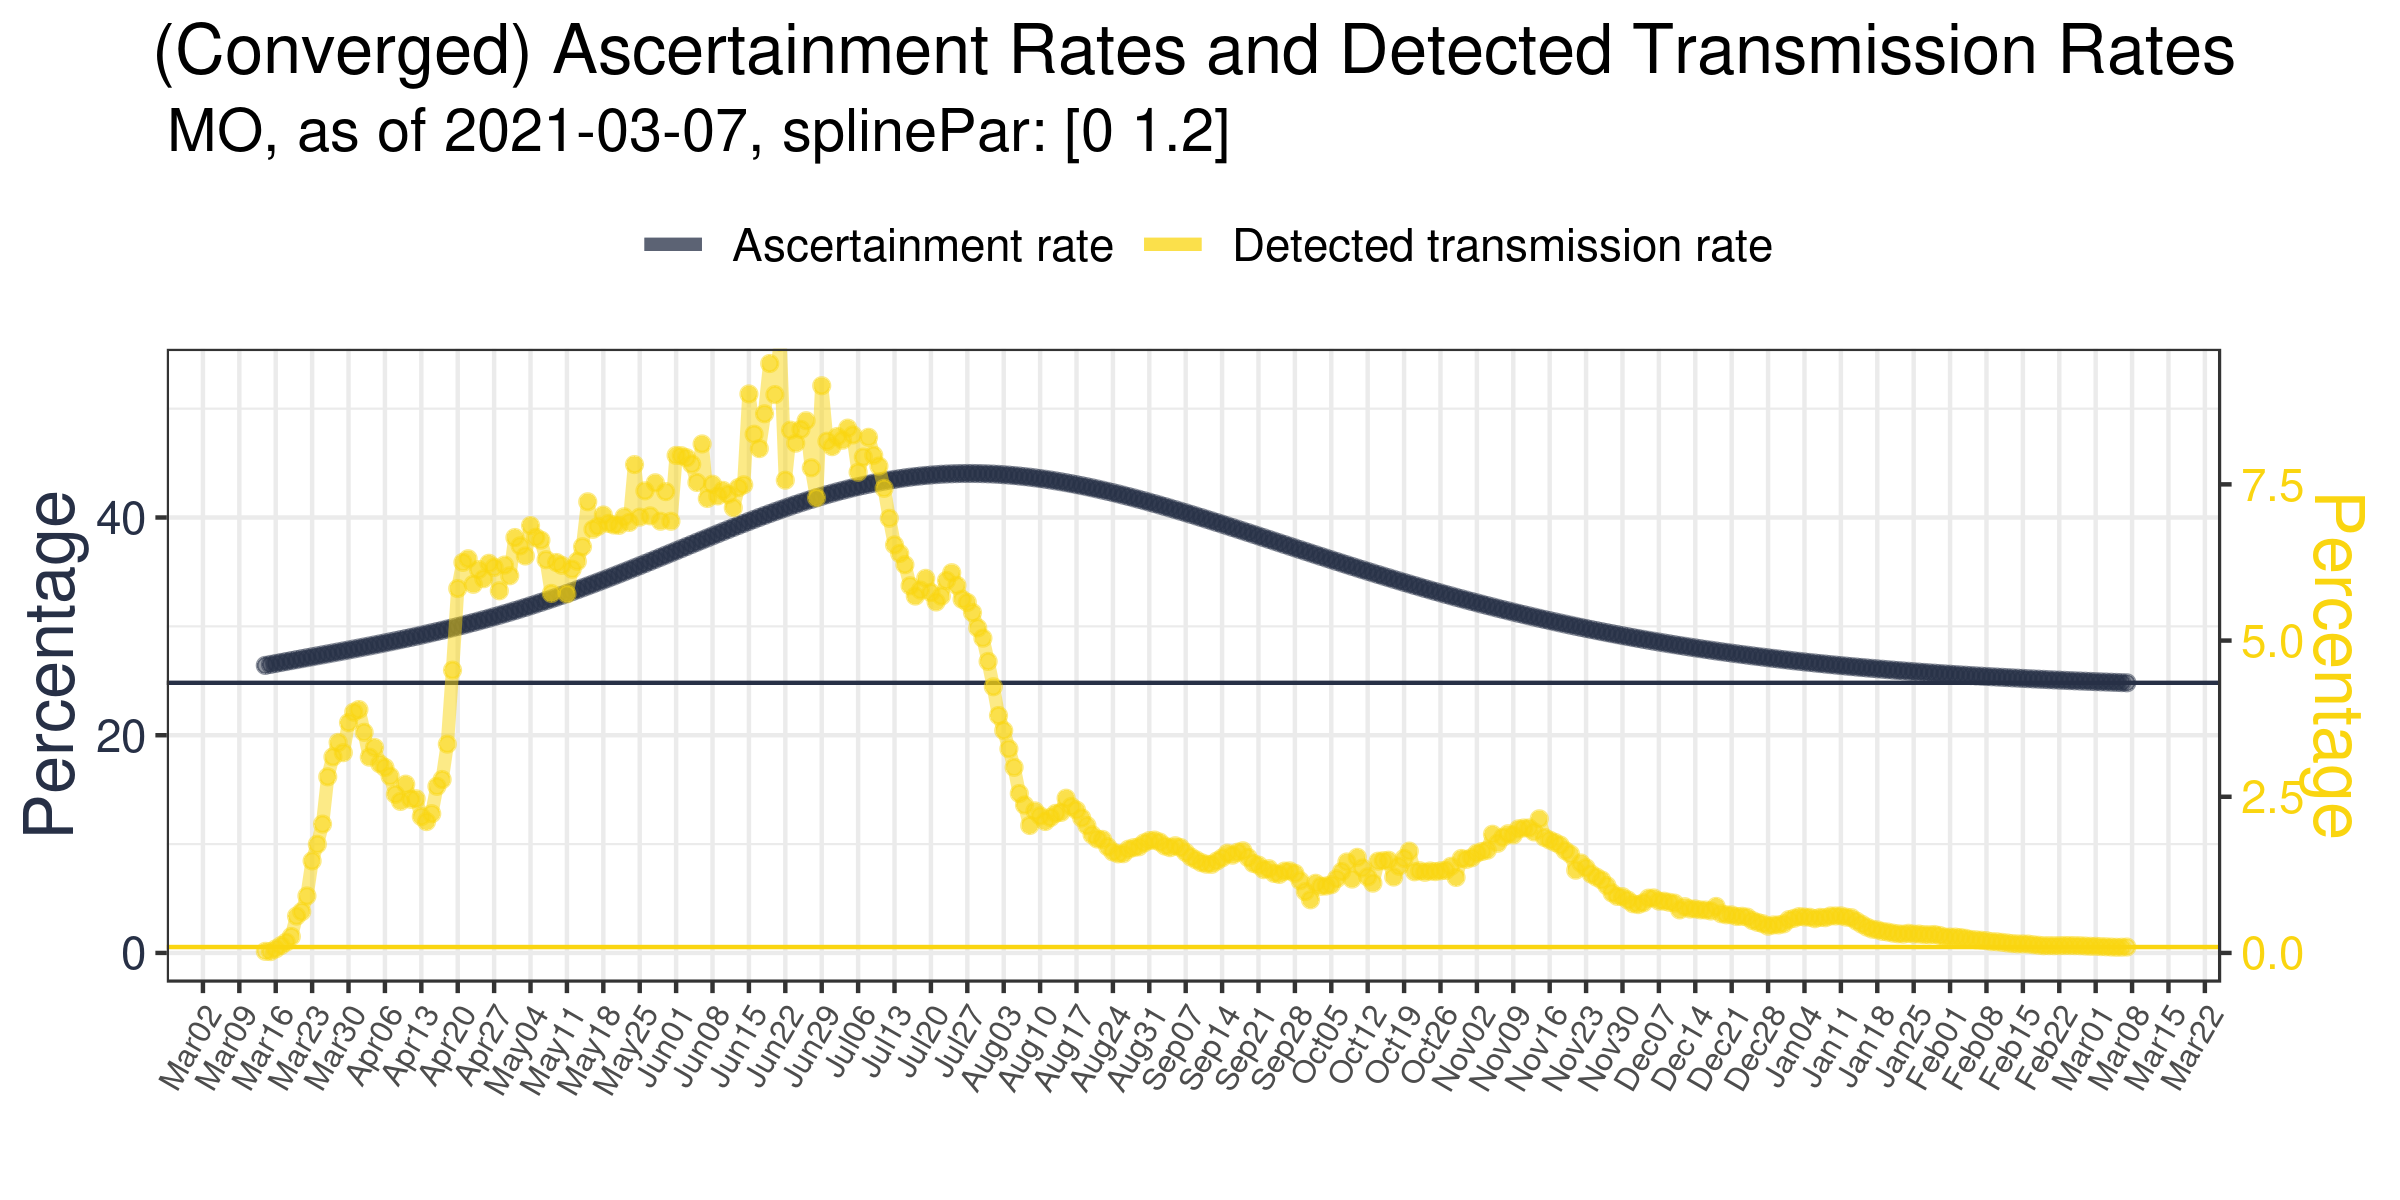 (Converged) Ascertainment Rates and Detected Transmission Rates
MO, as of 2021-03-07, splinePar: [0 1.2]
Ascertainment rate
Detected transmission rate
Percentage
40
20
0
7.5
5.0
2.5
0.0
Percentage
Mar02
Mar09
Mar16
Mar23
Mar30
Apr06
Apr13
Apr20
Apr27
May04
May11
May18
May25
Jun01
Jun08
Jun15
Jun22
Jun29
Jul06
Jul13
Jul20
Jul27
Aug03
Aug10
Aug17
Aug24
Aug31
Sep07
Sep14
Sep21
Sep28
Oct05
Oct12
Oct19
Oct26
Nov02
Nov09
Nov16
Nov23
Nov30
Dec07
Dec14
Dec21
Dec28
Jan04
Jan11
Jan18
Jan25
Feb01
Feb08
Feb15
Feb22
Mar01
Mar08
Mar15
Mar22